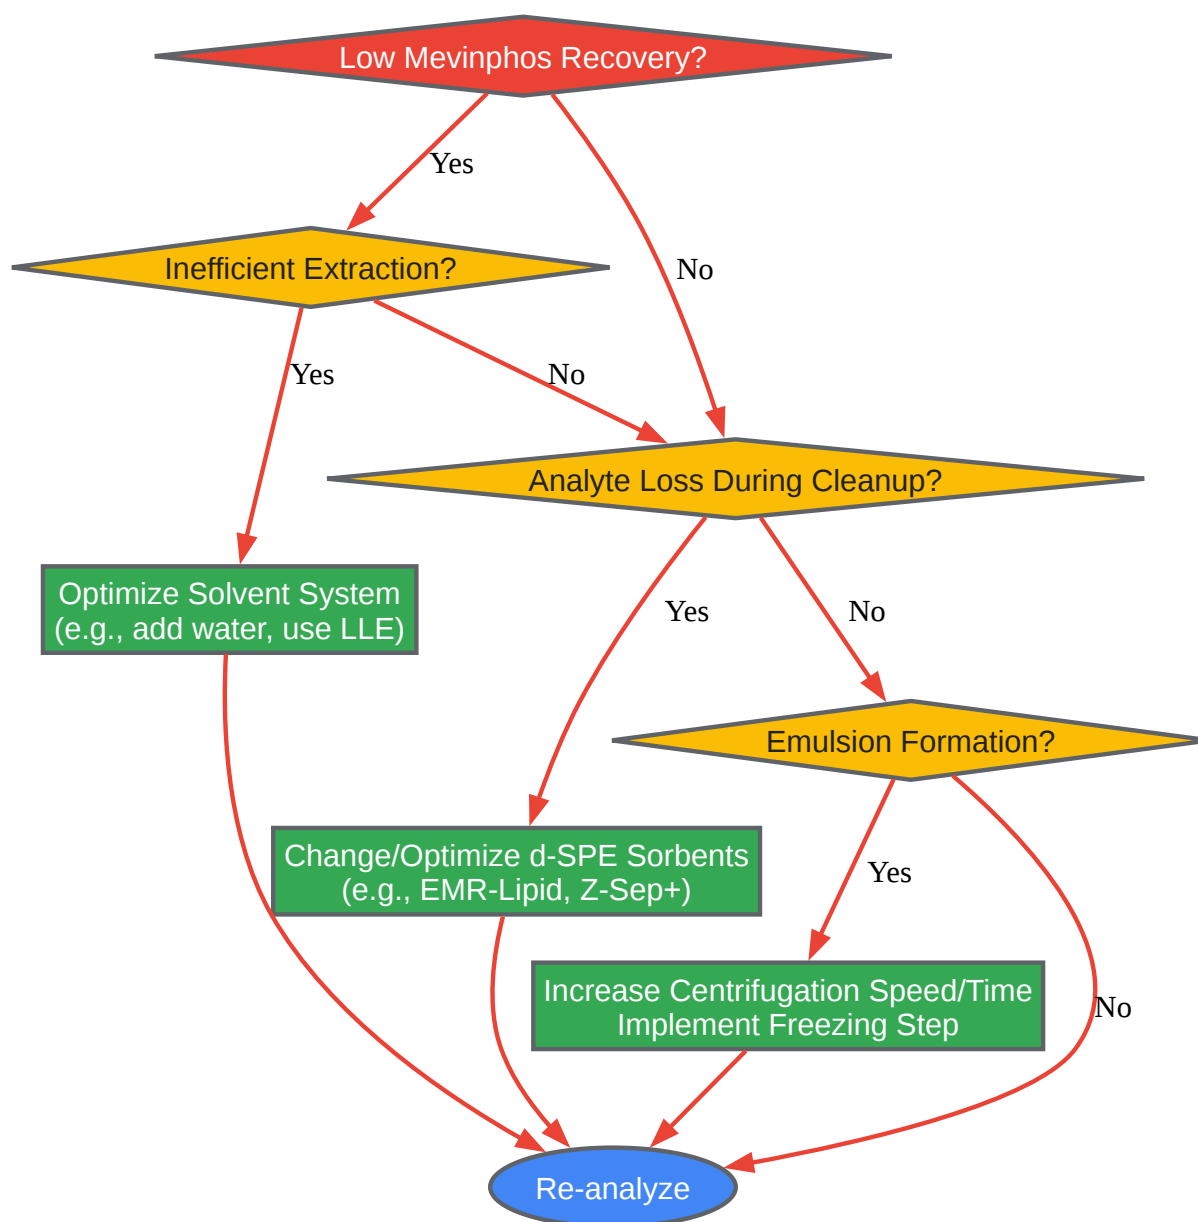 Low Mevinphos Recovery?
Yes
Inefficient Extraction?
No
Yes
No
Analyte Loss During Cleanup?
Optimize Solvent System
(e.g., add water, use LLE)
Yes
No
Emulsion Formation?
Change/Optimize d-SPE Sorbents
(e.g., EMR-Lipid, Z-Sep+)
Yes
Increase Centrifugation Speed/Time
Implement Freezing Step
No
Re-analyze